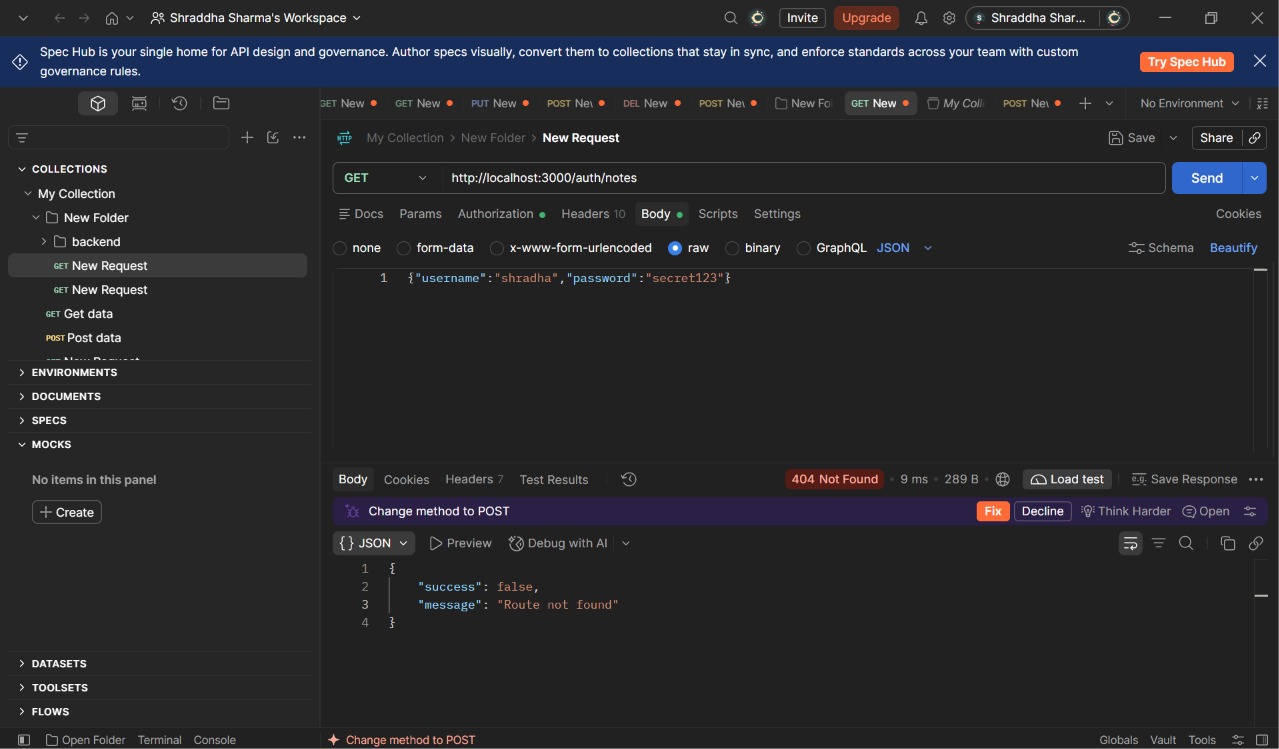 Shraddha Sharma's Workspace
Invite
Upgrade
S Shraddha Shar...
Spec Hub is your single home for API design and governance. Author specs visually, convert them to collections that stay in sync, and enforce standards across your team with custom
governance rules.
Try Spec Hub
GET New GET New PUT New POST Nev DEL New POST Nev New Fo GET New My Coll POST Nev
No Environment
My Collection > New Folder > New Request
Save
Share
COLLECTIONS
My Collection
New Folder
backend
GET New Request
GET New Request
GET Get data
POST Post data
ENVIRONMENTS
DOCUMENTS
SPECS
MOCKS
No items in this panel
+ Create
DATASETS
TOOLSETS
FLOWS
HTTP
GET
http://localhost:3000/auth/notes
Send
Docs Params Authorization Headers 10 Body Scripts Settings
Cookies
none form-data x-www-form-urlencoded raw binary GraphQL JSON
Schema Beautify
1 {"username":"shradha","password":"secret123"}
Body Cookies Headers 7 Test Results
404 Not Found • 9 ms • 289 B
Load test
e.g. Save Response
Change method to POST
Fix Decline Think Harder Open
{} JSON Preview Debug with AI
1 {
2 "success": false,
3 "message": "Route not found"
4 }
Open Folder Terminal Console
Change method to POST
Globals Vault Tools